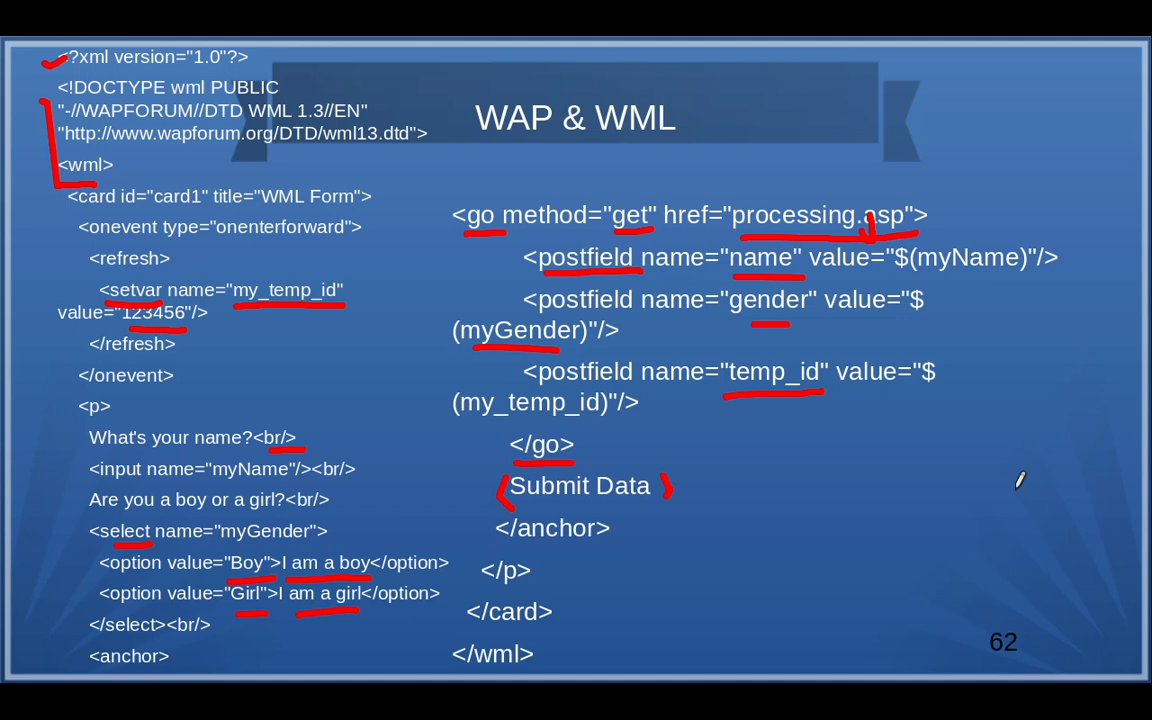 WAP & WML
<?xml version="1.0"?>
<!DOCTYPE wml PUBLIC
"-//WAPFORUM//DTD WML 1.3//EN"
"http://www.wapforum.org/DTD/wml13.dtd">
<wml>
<card id="card1" title="WML Form">
<onevent type="onenterforward">
<refresh>
<setvar name="my_temp_id"
value="123456"/>
</refresh>
</onevent>
<p>
What's your name?<br/>
<input name="myName"/><br/>
Are you a boy or a girl?<br/>
<select name="myGender">
<option value="Boy">I am a boy</option>
<option value="Girl">I am a girl</option>
</select><br/>
<anchor>
<go method="get" href="processing.asp">
<postfield name="name" value="$(myName)"/>
<postfield name="gender" value="$
(myGender)"/>
<postfield name="temp_id" value="$
(my_temp_id)"/>
</go>
Submit Data
</anchor>
</p>
</card>
</wml>
62